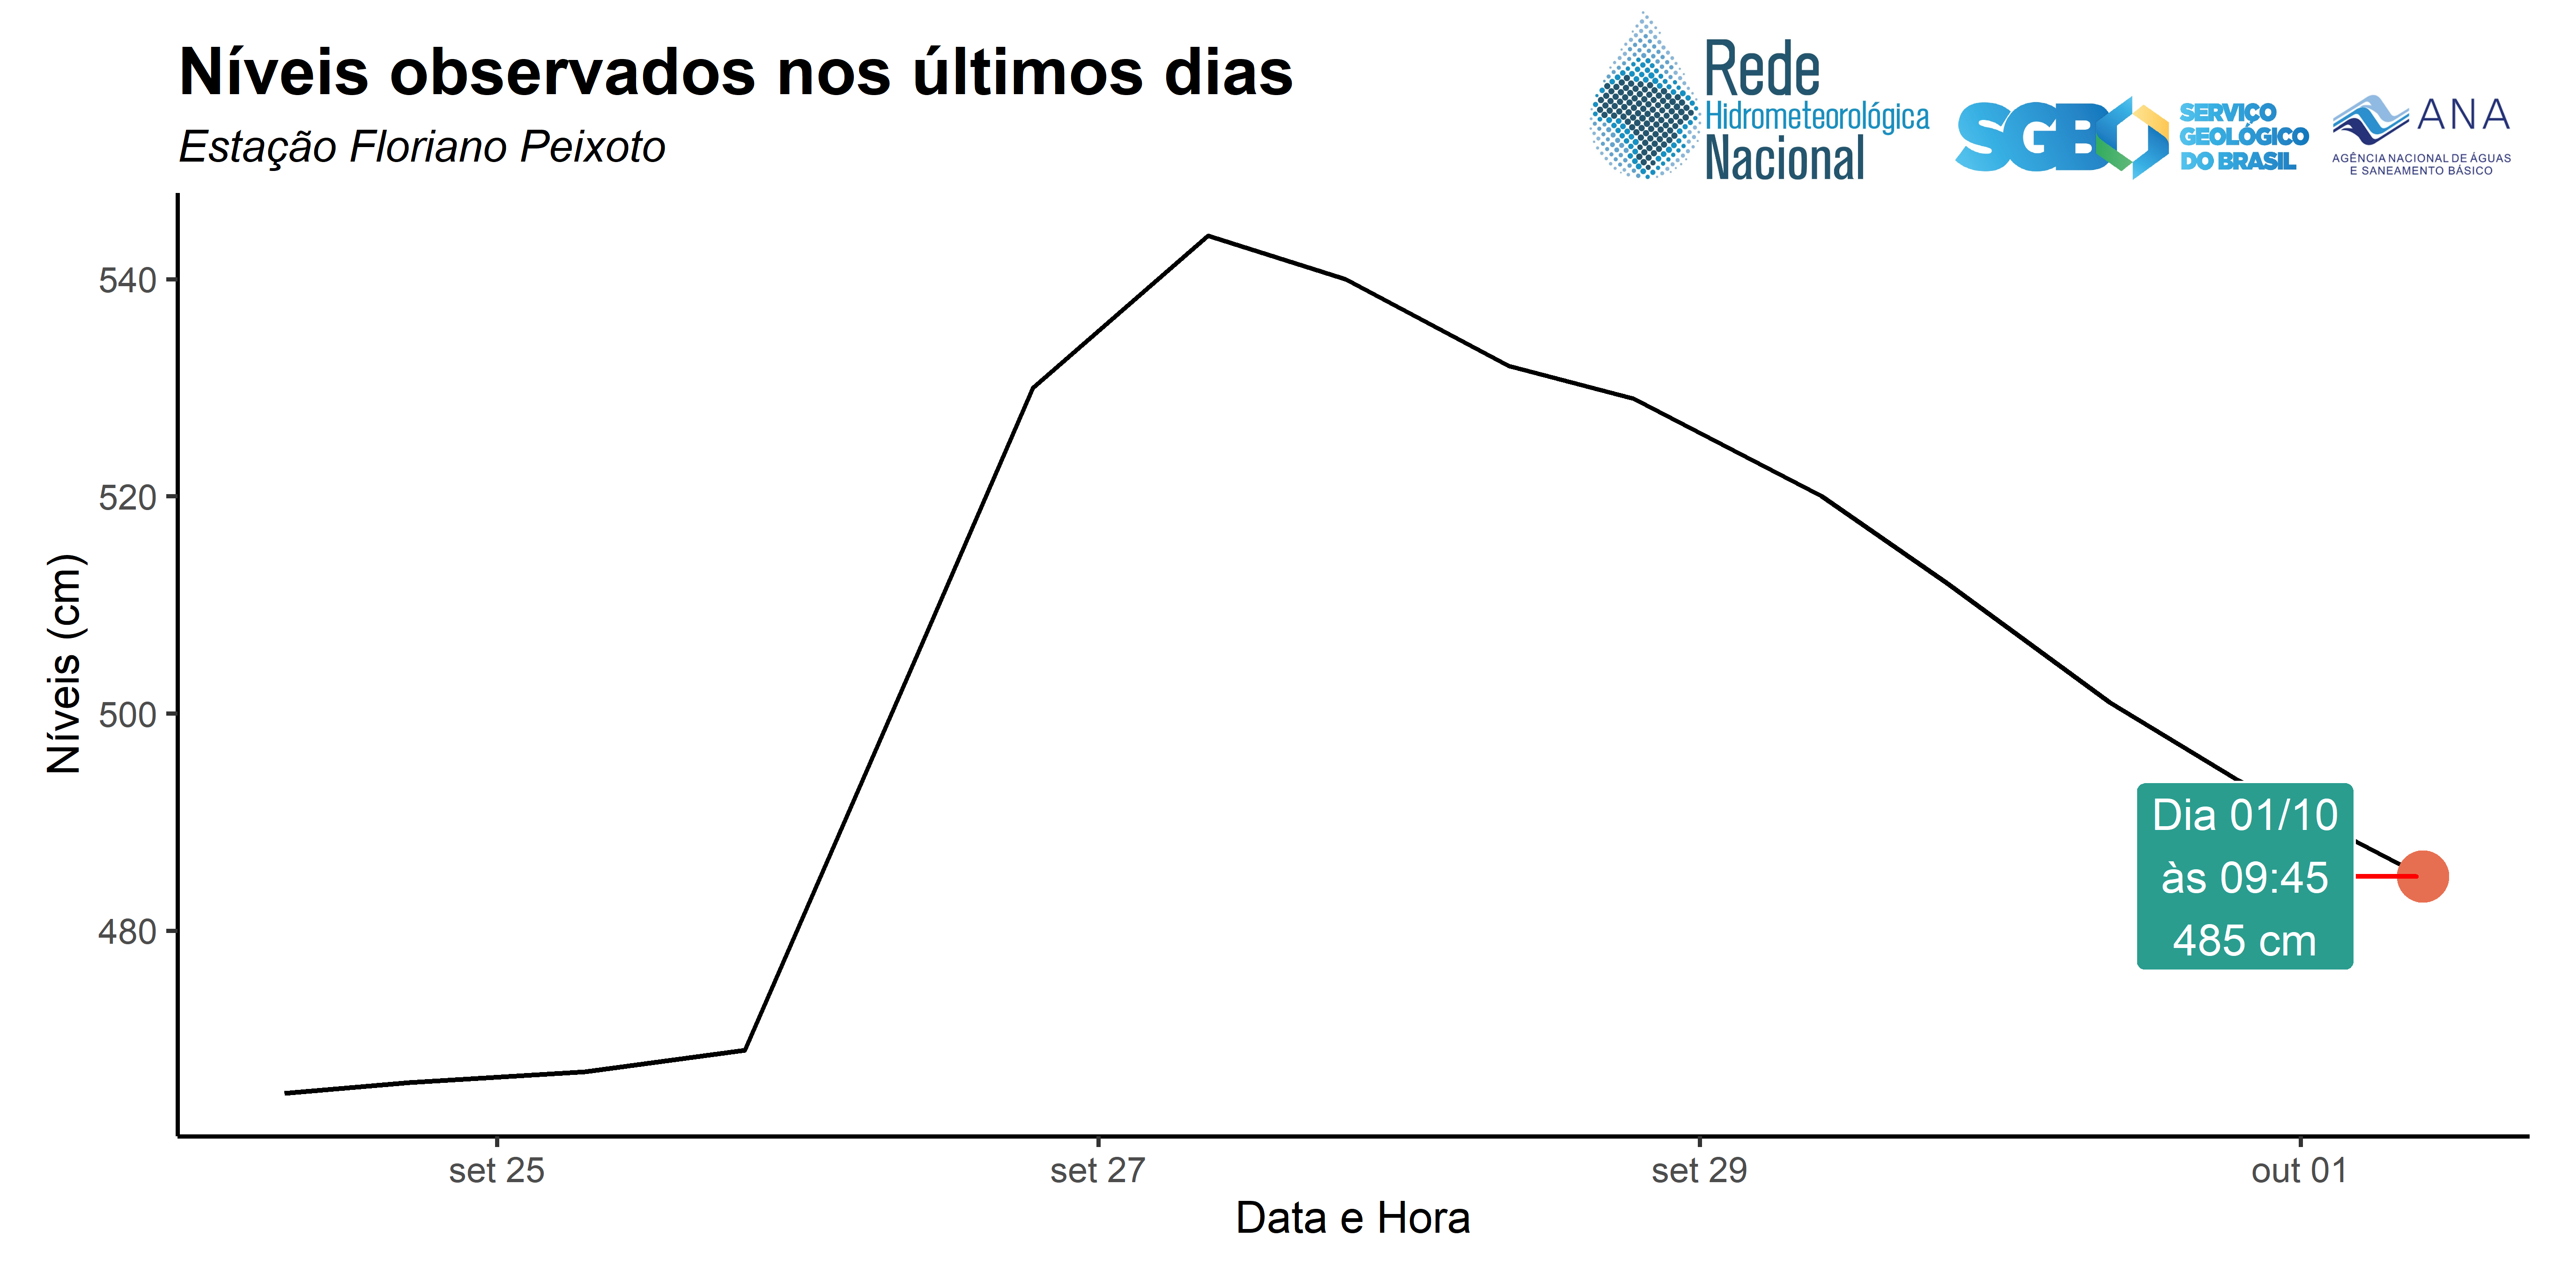 Níveis observados nos últimos dias
Estação Floriano Peixoto
Rede
Hidrometeorológica
Nacional
SGB
SERVIÇO
GEOLÓGICO
DO BRASIL
ANA
AGÊNCIA NACIONAL DE ÁGUAS
E SANEAMENTO BÁSICO
540
520
500
480
Níveis (cm)
Dia 01/10
às 09:45
485 cm
set 25
set 27
set 29
out 01
Data e Hora